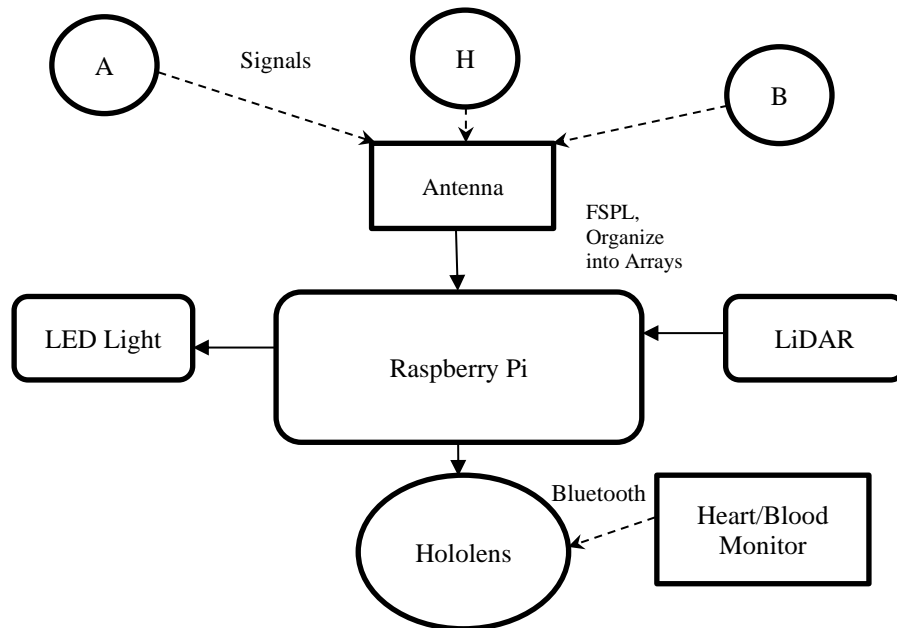 A
Signals
H
B
Antenna
FSPL,
Organize
into Arrays
LED Light
Raspberry Pi
LiDAR
Bluetooth
Heart/Blood
Monitor
Hololens